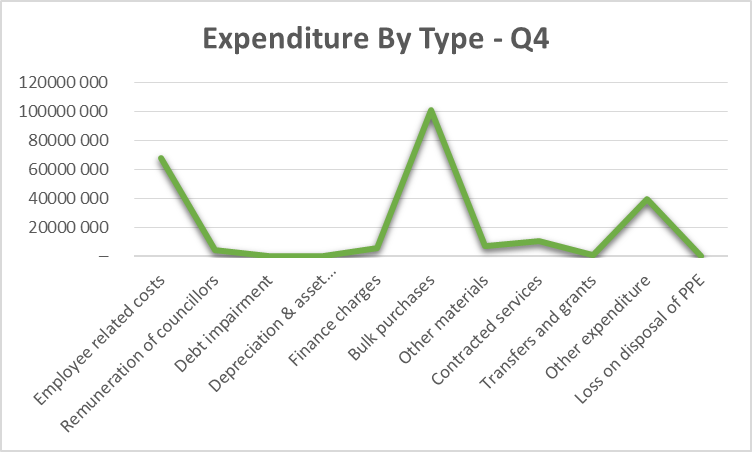 Expenditure By Type - Q4
120000 000
100000 000
80000 000
60000 000
40000 000
20000 000
–
Employee related costs
Remuneration of councillors
Debt impairment
Depreciation & asset...
Finance charges
Bulk purchases
Other materials
Contracted services
Transfers and grants
Other expenditure
Loss on disposal of PPE